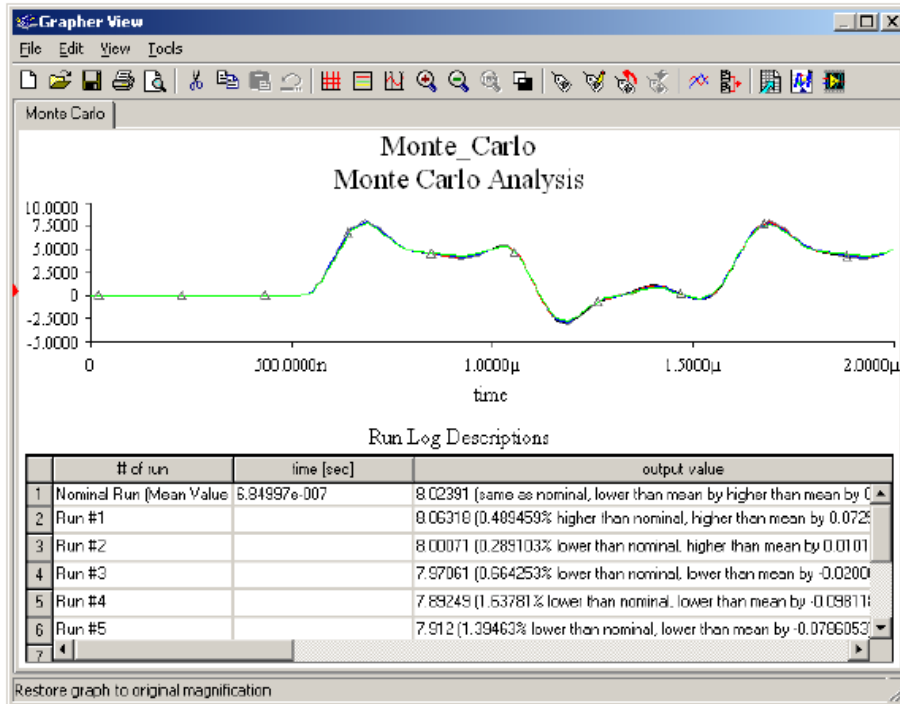 Grapher View
File Edit View Tools
Monte Carlo
Monte_Carlo
Monte Carlo Analysis
10.0000
7.5000
5.0000
2.5000
0
-2.5000
-5.0000
0 500.0000n 1.0000µ 1.5000µ 2.0000µ
time
Run Log Descriptions
# of run time [sec] output value
1 Nominal Run (Mean Value 6.84997e-007 8.02391 (same as nominal, lower than mean by higher than mean by 0
2 Run #1 8.06318 (0.489459% higher than nominal, higher than mean by 0.0729
3 Run #2 8.00071 (0.289103% lower than nominal, higher than mean by 0.0101
4 Run #3 7.97061 (0.664253% lower than nominal, lower than mean by -0.0200
5 Run #4 7.89249 (1.63781% lower than nominal, lower than mean by -0.09811
6 Run #5 7.912 (1.39463% lower than nominal, lower than mean by -0.0786053
7
Restore graph to original magnification